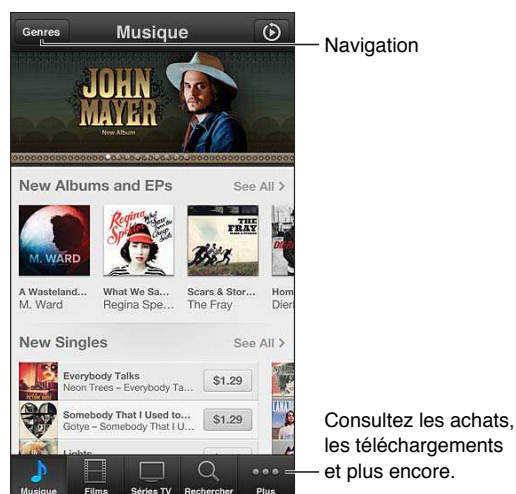 Genres Musique
Navigation
JOHN
MAYER
New Album
New Albums and EPs See All >
M. WARD
Regina
THE
FRAY
A Wasteland... What We Sa... Scars & Stor... Hom
M. Ward Regina Spe... The Fray Dier
New Singles See All >
Everybody Talks
Neon Trees – Everybody Ta... $1.29
Somebody That I Used to...
Gotye – Somebody That I U... $1.29
Lights
Consultez les achats,
les téléchargements
et plus encore.
Musique Films Séries TV Rechercher Plus